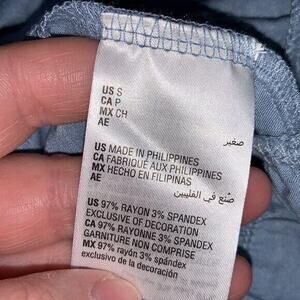 US S
CA P
MX CH
AE
صغير
US MADE IN PHILIPPINES
CA FABRIQUÉ AUX PHILIPPINES
MX HECHO EN FILIPINAS
AE
صنع في الفلبين
US 97% RAYON 3% SPANDEX
EXCLUSIVE OF DECORATION
CA 97% RAYONNE 3% SPANDEX
GARNITURE NON COMPRISE
MX 97% RAYON 3% SPANDEX
exclusivo de la decoración